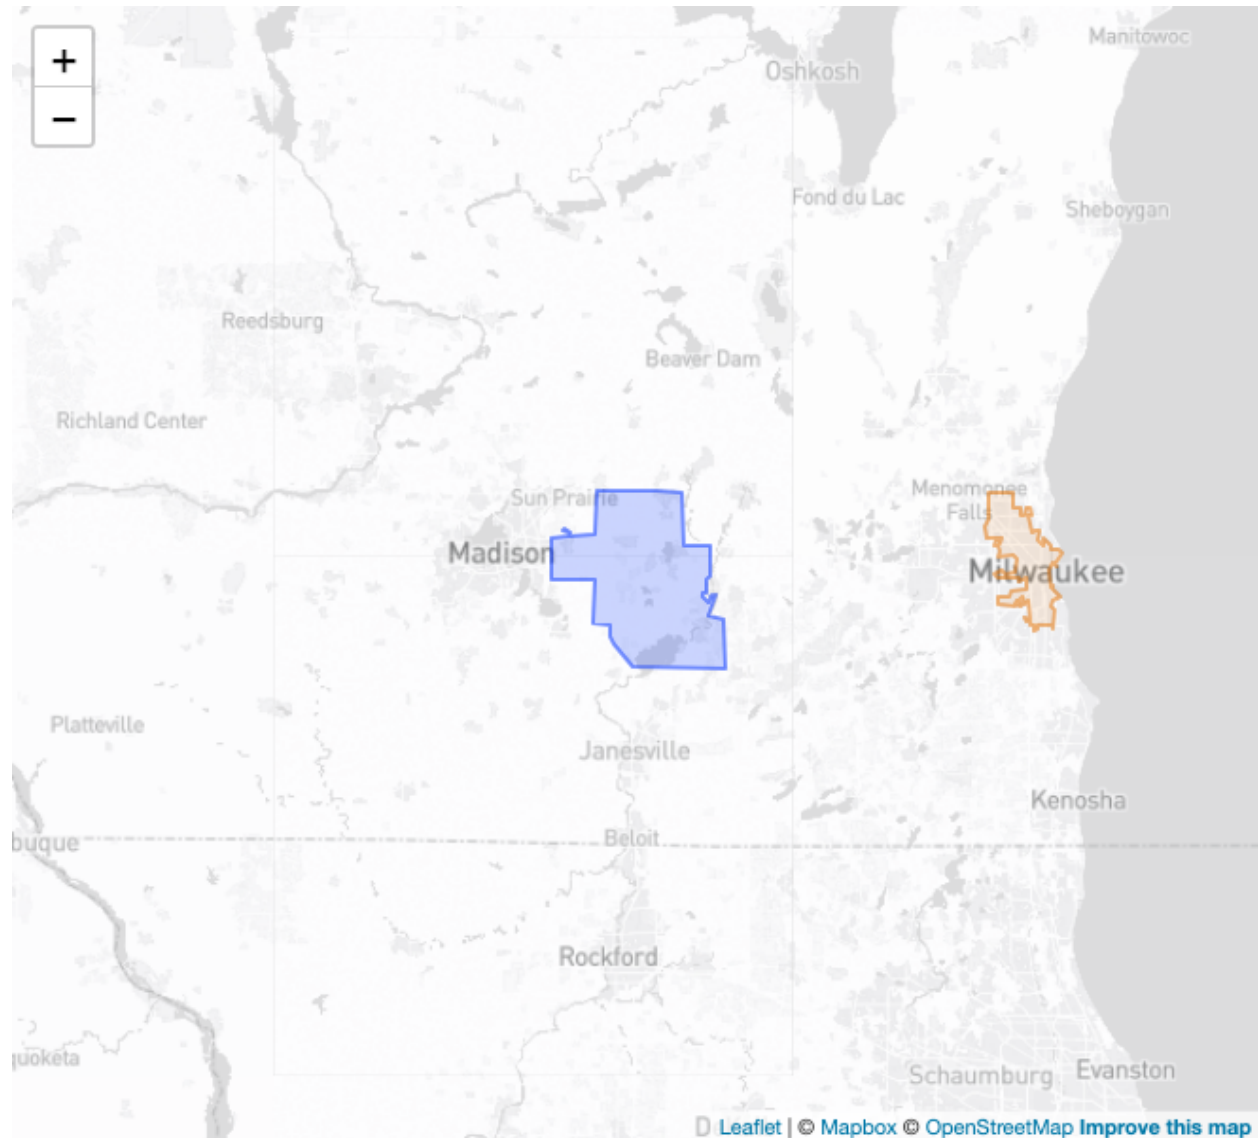 Manitowoc
+
Oshkosh
−
Fond du Lac
Sheboygan
Reedsburg
Beaver Dam
Richland Center
Menomonee
Falls
Sun Prairie
Madison
Milwaukee
Platteville
Janesville
Kenosha
buque
Beloit
Rockford
quoketa
Schaumburg
Evanston
Leaflet | © Mapbox © OpenStreetMap Improve this map